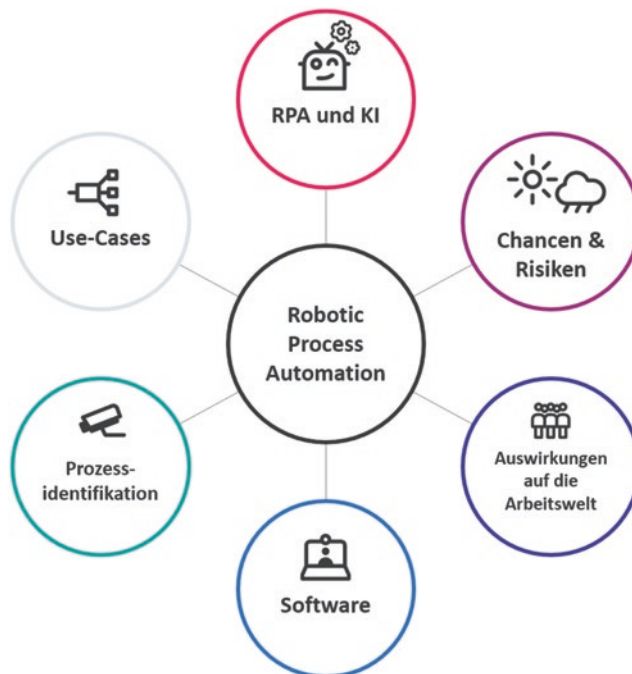 RPA und KI
Use-Cases
Chancen &
Risiken
Robotic
Process
Automation
Prozess-
identifikation
Auswirkungen
auf die
Arbeitswelt
Software